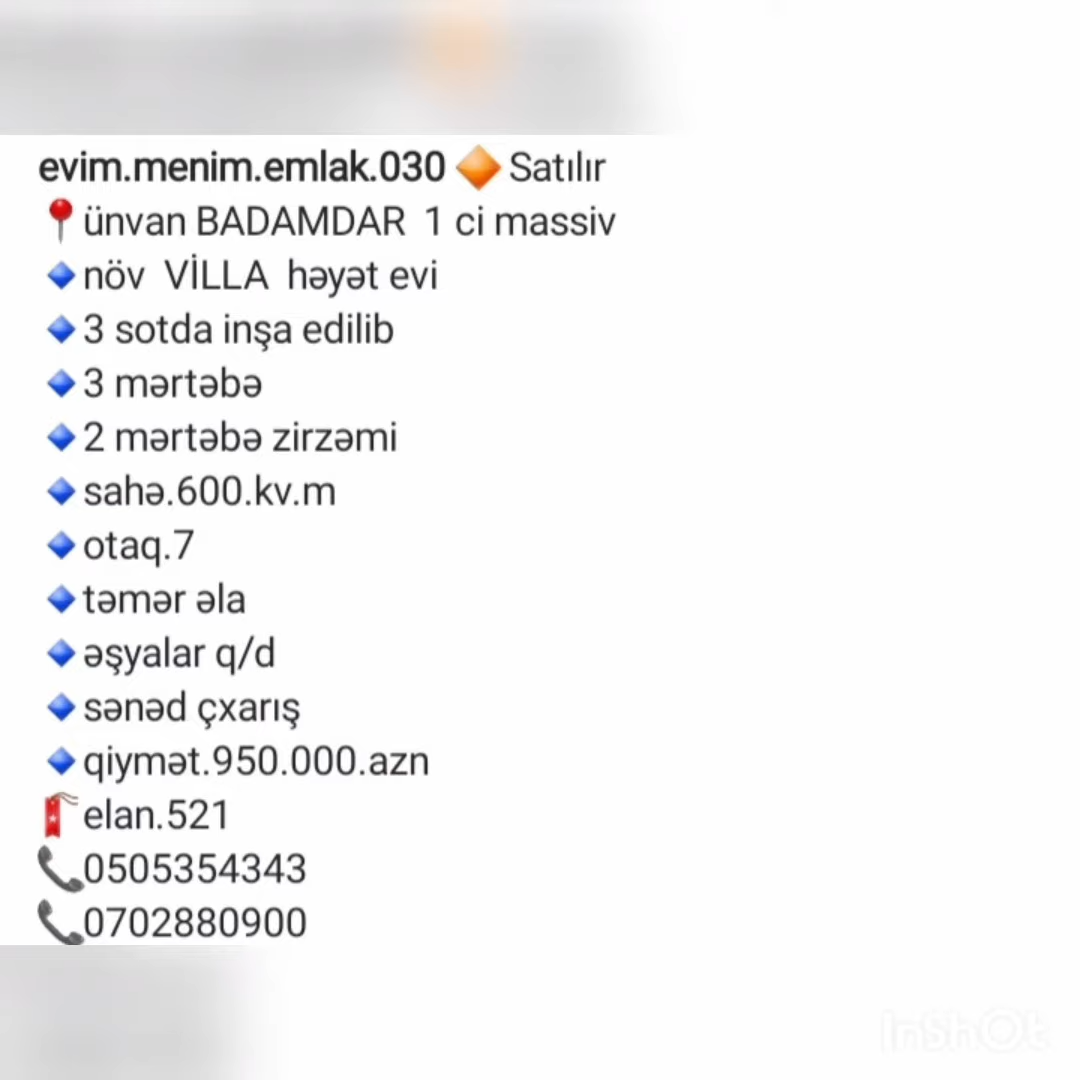 evim.menim.emlak.030 🔶 Satılır
📍ünvan BADAMDAR 1 ci massiv
🔹növ VİLLA həyət evi
🔹3 sotda inşa edilib
🔹3 mərtəbə
🔹2 mərtəbə zirzəmi
🔹sahə.600.kv.m
🔹otaq.7
🔹təmər əla
🔹əşyalar q/d
🔹sənəd çxarış
🔹qiymət.950.000.azn
🧧elan.521
📞0505354343
📞0702880900
InShOt